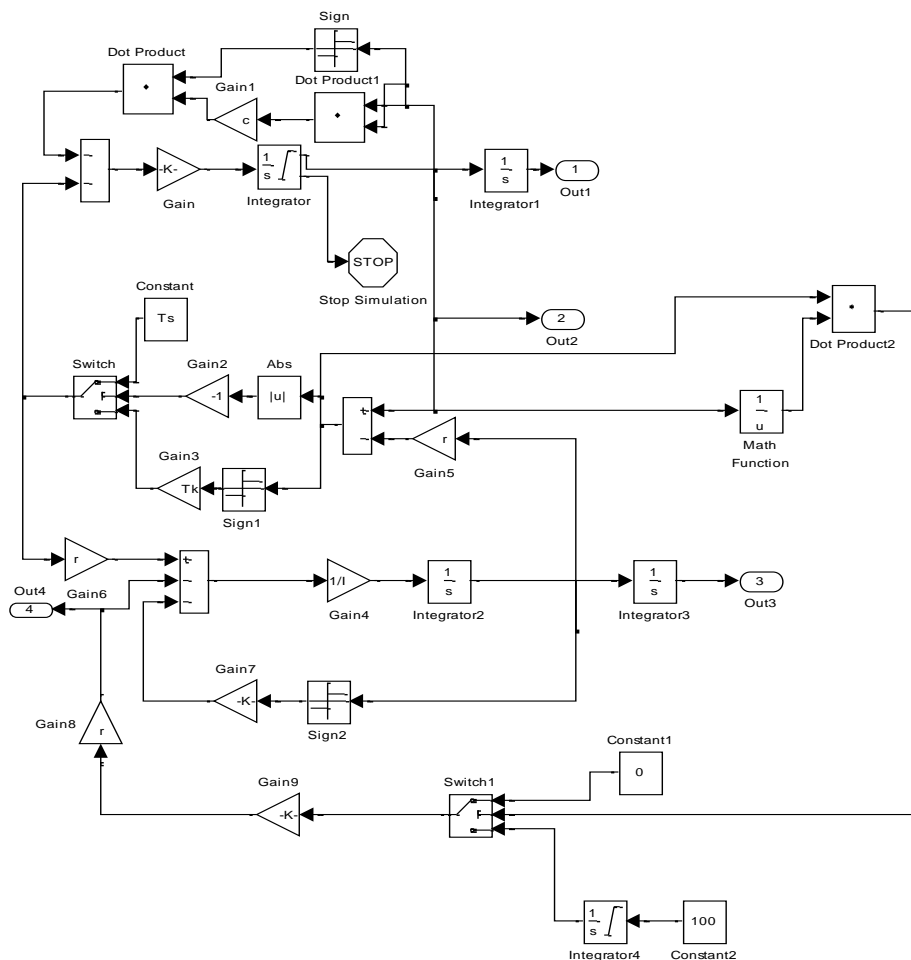 Sign
Dot Product
Gain1
Dot Product1
c
-K-
1
s
1
s
1
Gain
Integrator
Integrator1
Out1
STOP
Stop Simulation
Constant
Ts
2
Out2
Dot Product2
Switch
Gain2
Abs
-1
|u|
1
u
r
Math
Function
Gain5
Gain3
Tk
Sign1
r
Out4
4
Gain6
1/I
1
s
1
s
3
Gain4
Integrator2
Integrator3
Out3
Gain7
-K-
Sign2
Gain8
r
Constant1
0
Gain9
Switch1
-K-
1
s
100
Integrator4
Constant2